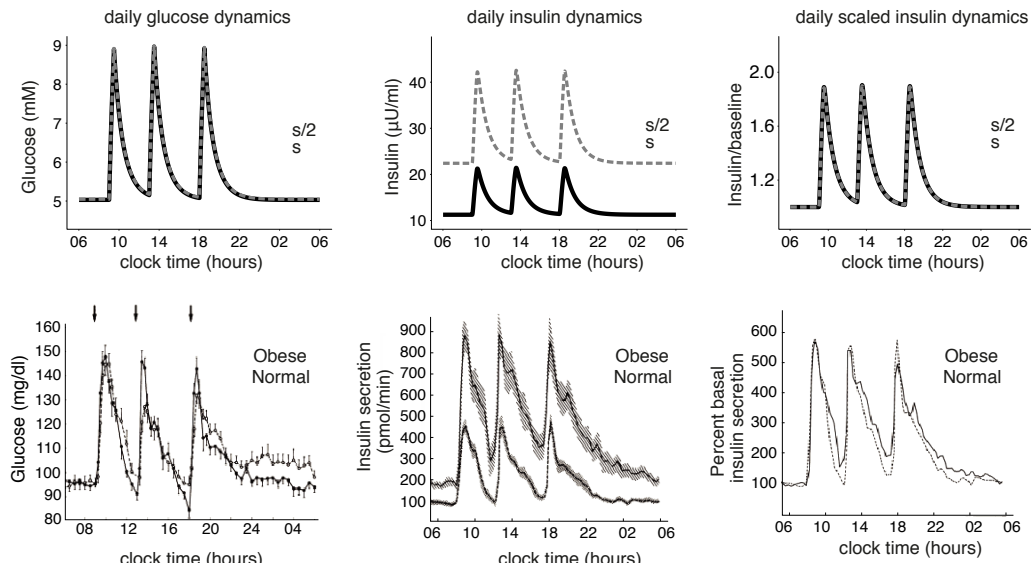 daily glucose dynamics
Glucose (mM)
9
8
7
6
5
s/2
s
06 10 14 18 22 02 06
clock time (hours)
daily insulin dynamics
Insulin (μU/ml)
40
30
20
10
s/2
s
06 10 14 18 22 02 06
clock time (hours)
daily scaled insulin dynamics
Insulin/baseline
2.0
1.6
1.2
s/2
s
06 10 14 18 22 02 06
clock time (hours)
Glucose (mg/dl)
160
150
140
130
120
110
100
90
80
Obese
Normal
08 12 16 20 24 04
clock time (hours)
Insulin secretion
(pmol/min)
900
800
700
600
500
400
300
200
100
Obese
Normal
06 10 14 18 22 02 06
clock time (hours)
Percent basal
insulin secretion
600
500
400
300
200
100
Obese
Normal
06 10 14 18 22 02 06
clock time (hours)